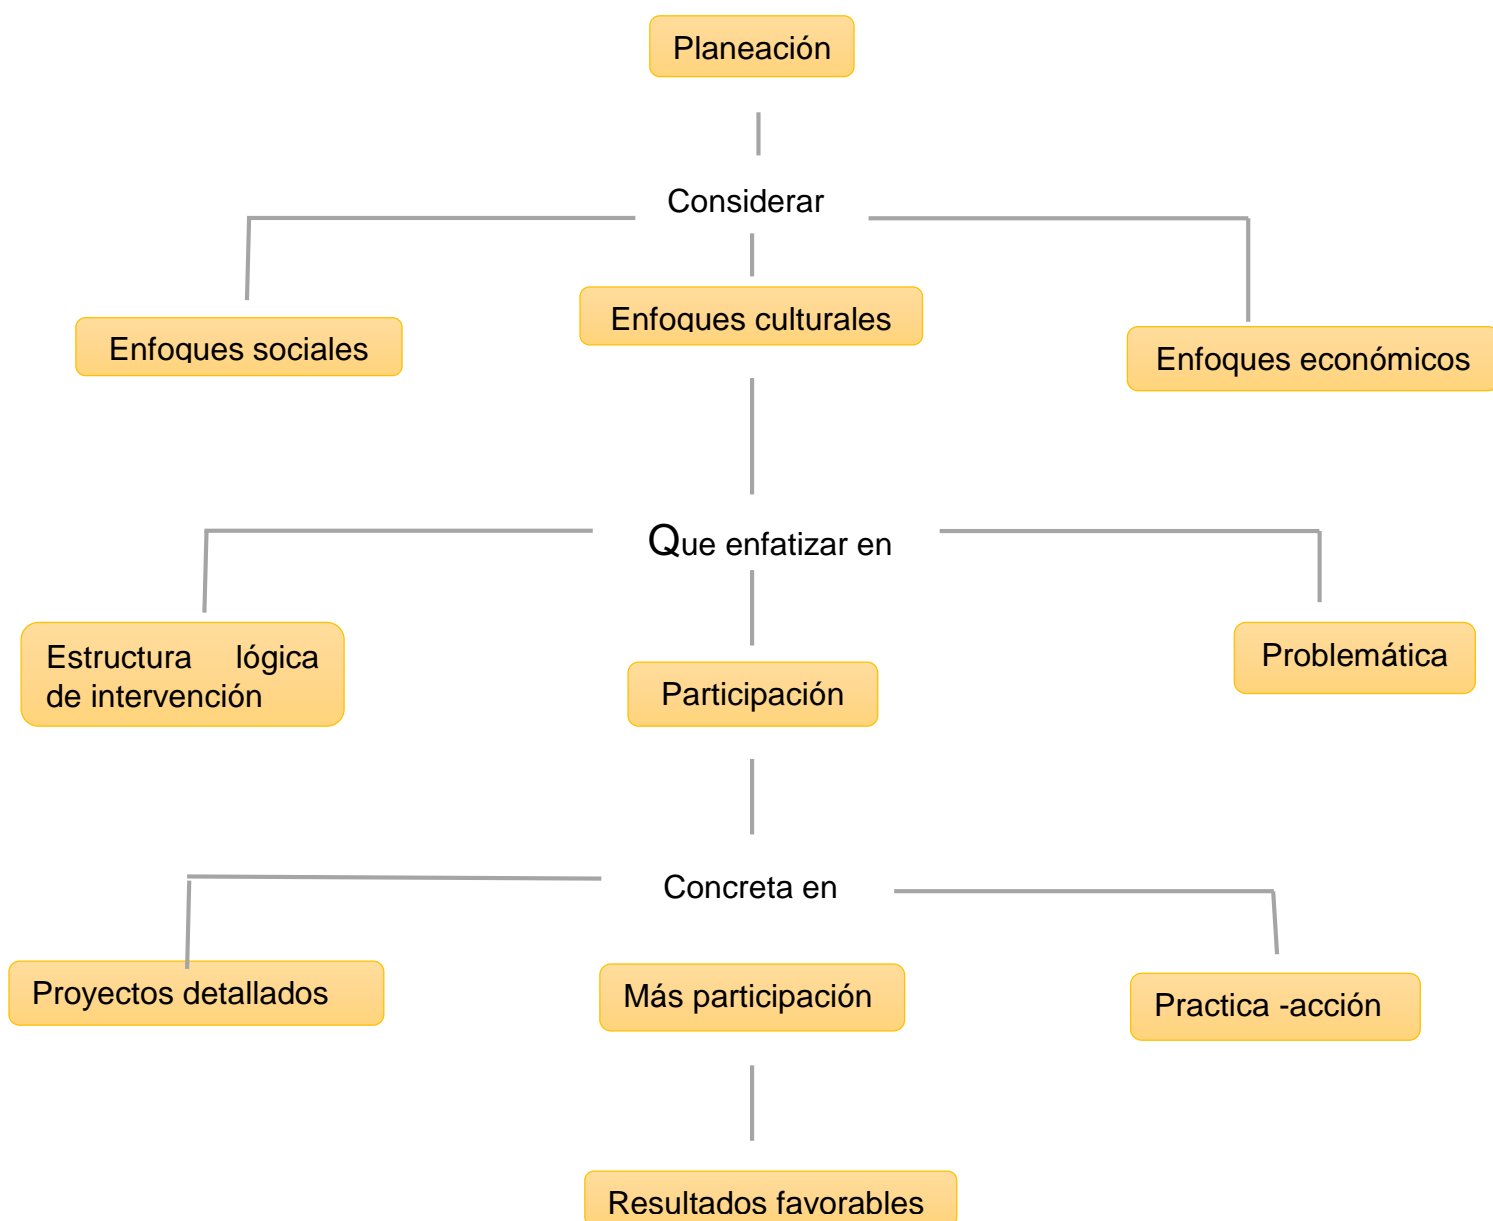 Planeación
Considerar
Enfoques sociales
Enfoques culturales
Enfoques económicos
Que enfatizar en
Estructura lógica
de intervención
Participación
Problemática
Concreta en
Proyectos detallados
Más participación
Practica -acción
Resultados favorables